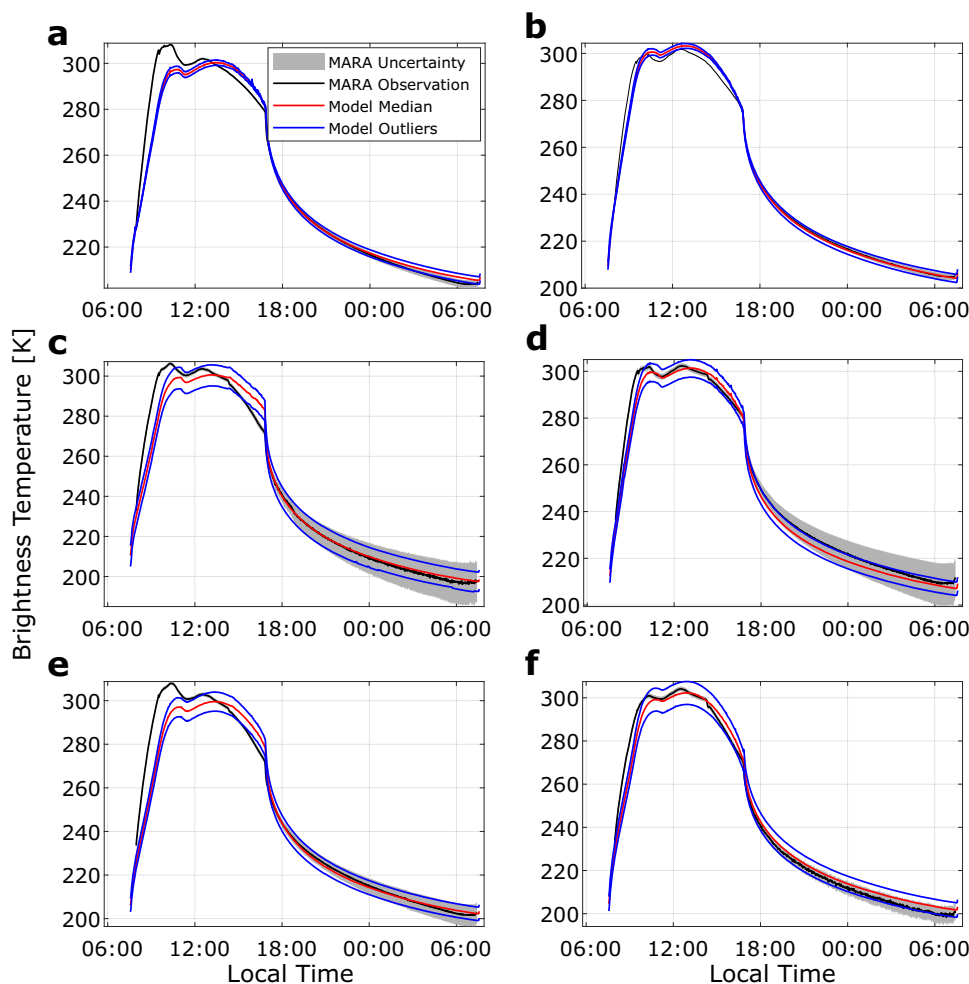 a
b
300
280
260
240
220
06:00 12:00 18:00 00:00 06:00
MARA Uncertainty
MARA Observation
Model Median
Model Outliers
300
280
260
240
220
200
06:00 12:00 18:00 00:00 06:00
c
d
300
280
260
240
220
200
06:00 12:00 18:00 00:00 06:00
300
280
260
240
220
200
06:00 12:00 18:00 00:00 06:00
Brightness Temperature [K]
e
f
300
280
260
240
220
200
06:00 12:00 18:00 00:00 06:00
Local Time
300
280
260
240
220
200
06:00 12:00 18:00 00:00 06:00
Local Time